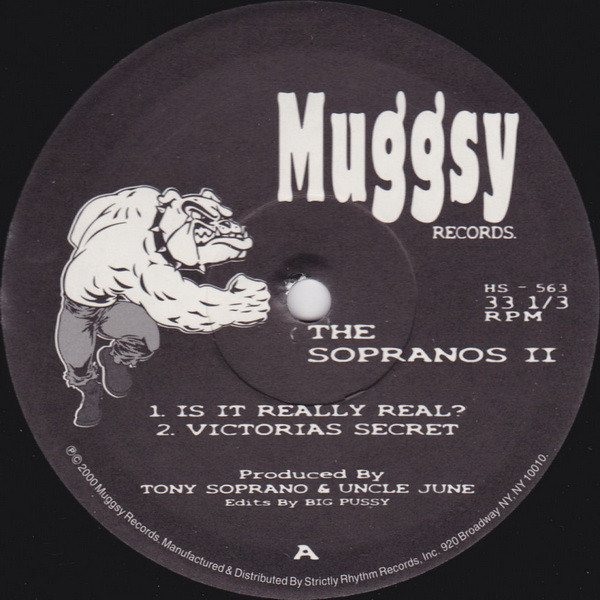 Muggsy
RECORDS.
HS - 563
33 1/3
RPM
THE
SOPRANOS II
1. IS IT REALLY REAL?
2. VICTORIAS SECRET
Produced By
TONY SOPRANO & UNCLE JUNE
Edits By BIG PUSSY
A
℗© 2000 Muggsy Records. Manufactured & Distributed By Strictly Rhythm Records, Inc. 920 Broadway NY, NY 10010.